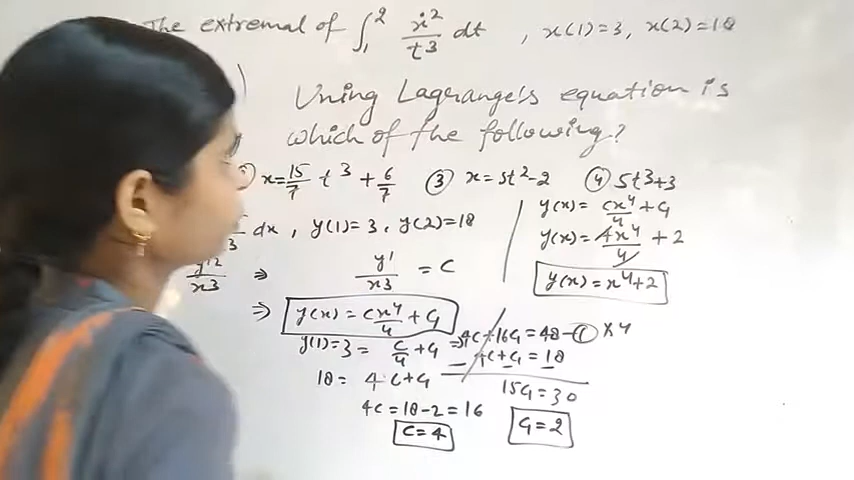 The extremal of ∫₁² ẋ²/t³ dt , x(1)=3, x(2)=18
Using Lagrange's equation is
which of the following?
x=15/7 t³+6/7 ③ x=5t²-2 ④ 5t³+3
dx , y(1)=3, y(2)=18
y'²/x3 ⇒ y'/x3 = C
⇒ y(x) = cx⁴/4 + C₁
y(1)=3 = c/4 + C₁
18 = 4C+C₁
4C=18-2=16
C=4
y(x) = cx⁴/4 + C₁
y(x) = 4x⁴/4 + 2
y(x) = x⁴+2
⇒ 4C+16C₁=48-① ×4
4C+C₁=18
15C₁=30
C₁=2